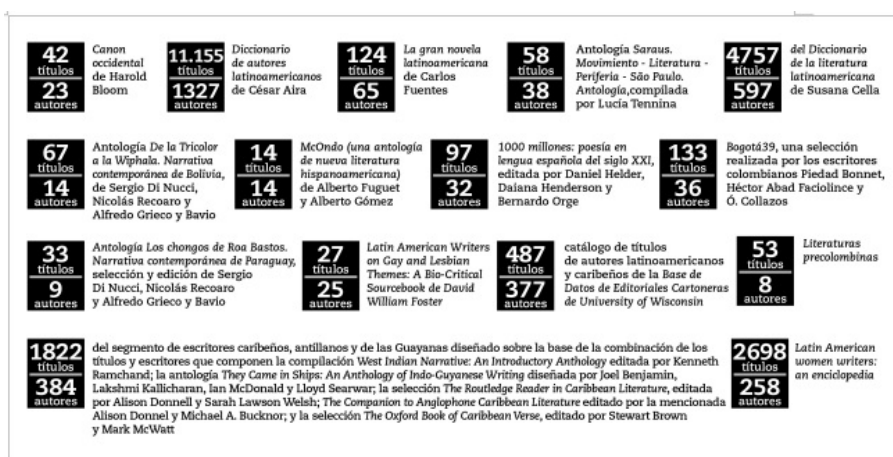 42
títulos
23
autores
Canon
occidental
de Harold
Bloom
11.155
títulos
1327
autores
Diccionario
de autores
latinoamericanos
de César Aira
124
títulos
65
autores
La gran novela
latinoamericana
de Carlos
Fuentes
58
títulos
38
autores
Antología Saraus.
Movimiento - Literatura -
Periferia - São Paulo.
Antología,compilada
por Lucía Tennina
4757
títulos
597
autores
del Diccionario
de la literatura
latinoamericana
de Susana Cella
67
títulos
14
autores
Antología De la Tricolor
a la Wiphala. Narrativa
contemporánea de Bolivia,
de Sergio Di Nucci,
Nicolás Recoaro y
Alfredo Grieco y Bavio
14
títulos
14
autores
McOndo (una antología
de nueva literatura
hispanoamericana)
de Alberto Fuguet
y Alberto Gómez
97
títulos
32
autores
1000 millones: poesía en
lengua española del siglo XXI,
editada por Daniel Helder,
Daiana Henderson y
Bernardo Orge
133
títulos
36
autores
Bogotá39, una selección
realizada por los escritores
colombianos Piedad Bonnet,
Héctor Abad Faciolince y
Ó. Collazos
33
títulos
9
autores
Antología Los chongos de Roa Bastos.
Narrativa contemporánea de Paraguay,
selección y edición de Sergio
Di Nucci, Nicolás Recoaro
y Alfredo Grieco y Bavio
27
títulos
25
autores
Latin American Writers
on Gay and Lesbian
Themes: A Bio-Critical
Sourcebook de David
William Foster
487
títulos
377
autores
catálogo de títulos
de autores latinoamericanos
y caribeños de la Base de
Datos de Editoriales Cartoneras
de University of Wisconsin
53
títulos
8
autores
Literaturas
precolombinas
1822
títulos
384
autores
del segmento de escritores caribeños, antillanos y de las Guayanas diseñado sobre la base de la combinación de los
títulos y escritores que componen la compilación West Indian Narrative: An Introductory Anthology editada por Kenneth
Ramchand; la antología They Came in Ships: An Anthology of Indo-Guyanese Writing diseñada por Joel Benjamin,
Lakshmi Kallicharan, Ian McDonald y Lloyd Searwar; la selección The Routledge Reader in Caribbean Literature, editada
por Alison Donnell y Sarah Lawson Welsh; The Companion to Anglophone Caribbean Literature editado por la mencionada
Alison Donnel y Michael A. Bucknor; y la selección The Oxford Book of Caribbean Verse, editado por Stewart Brown
y Mark McWatt
2698
títulos
258
autores
Latin American
women writers:
an enciclopedia